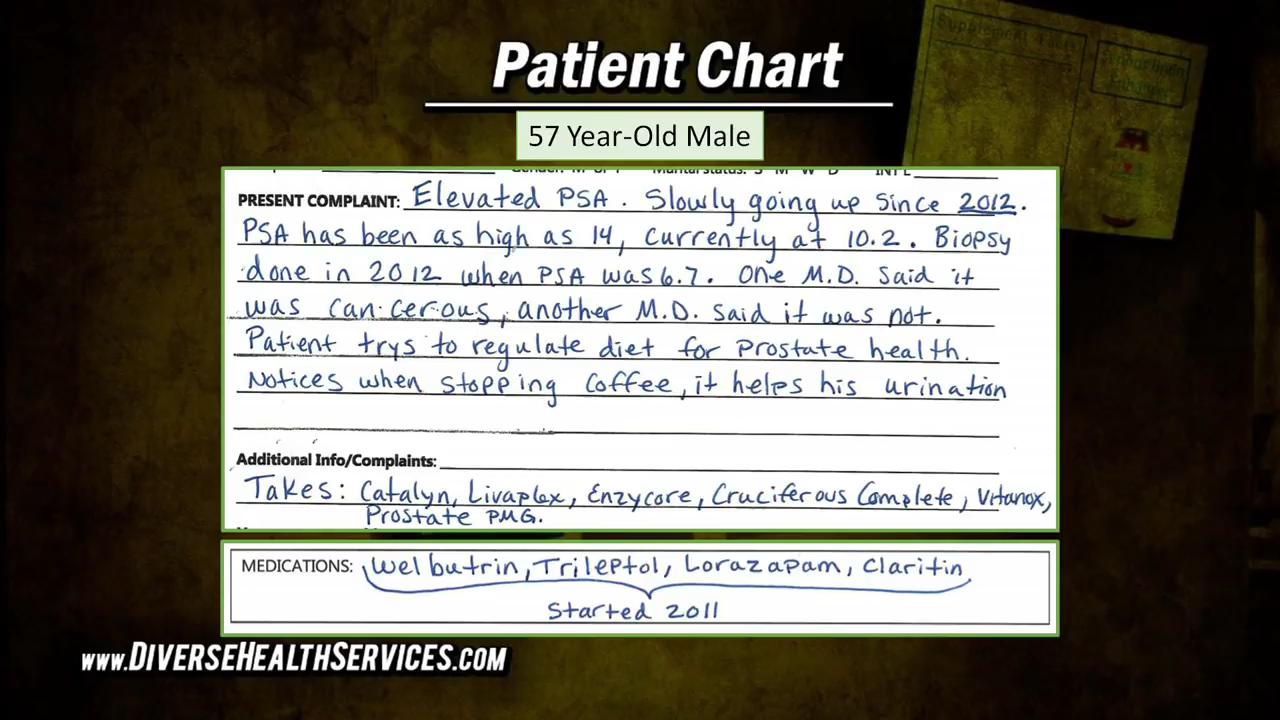 Patient Chart
57 Year-Old Male
PRESENT COMPLAINT: Elevated PSA. Slowly going up since 2012.
PSA has been as high as 14, currently at 10.2. Biopsy
done in 2012 when PSA was 6.7. One M.D. said it
was cancerous, another M.D. said it was not.
Patient trys to regulate diet for prostate health.
Notices when stopping coffee, it helps his urination
Additional Info/Complaints:
Takes: Catalyn, Livaplex, Enzycore, Cruciferous Complete, Vitanox,
Prostate PMG.
MEDICATIONS: Welbutrin, Trileptol, Lorazapam, Claritin
Started 2011
www.DiverseHealthServices.com
Supplement Facts